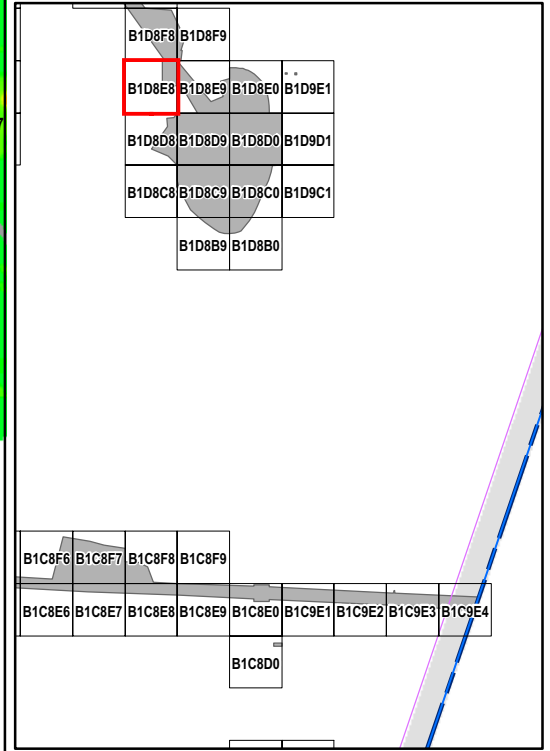 B1D8F8 B1D8F9
B1D8E8 B1D8E9 B1D8E0 B1D9E1
B1D8D8 B1D8D9 B1D8D0 B1D9D1
B1D8C8 B1D8C9 B1D8C0 B1D9C1
B1D8B9 B1D8B0
B1C8F6 B1C8F7 B1C8F8 B1C8F9
B1C8E6 B1C8E7 B1C8E8 B1C8E9 B1C8E0 B1C9E1 B1C9E2 B1C9E3 B1C9E4
B1C8D0